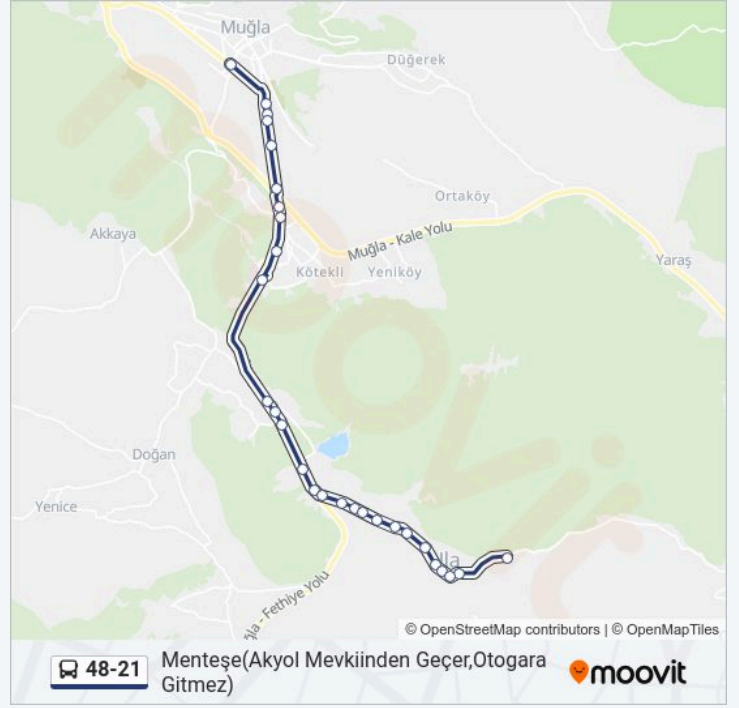 Muğla
Düğerek
Ortaköy
Akkaya
Muğla - Kale Yolu
Yaraş
Kötekli
Yeniköy
Doğan
Yenice
ğla - Fethiye Yolu
© OpenStreetMap contributors | © OpenMapTiles
48-21
Menteşe(Akyol Mevkiinden Geçer,Otogara
Gitmez)
moovit